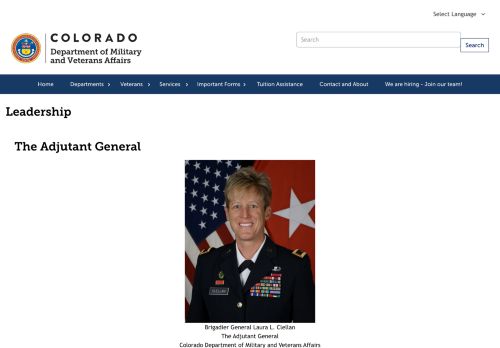 Select Language
COLORADO
Department of Military
and Veterans Affairs
Search
Search
Home Departments Veterans Services Important Forms Tuition Assistance Contact and About We are hiring - Join our team!
Leadership
The Adjutant General
Brigadier General Laura L. Clellan
The Adjutant General
Colorado Department of Military and Veterans Affairs